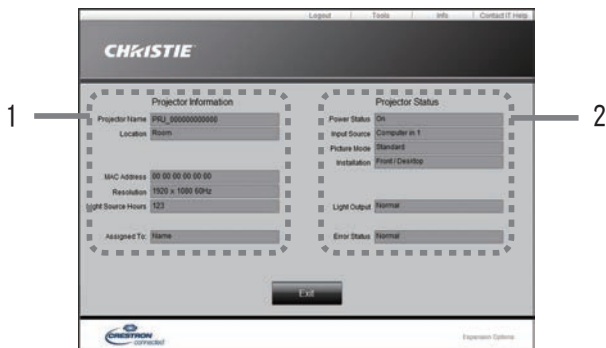 Logout Tools Info Contact IT Help
CHRISTIE
1
2
Projector Information
Projector Name PRJ_000000000000
Location Room
MAC Address 00:00:00:00:00:00
Resolution 1920 x 1080 60Hz
Light Source Hours 123
Assigned To: Name
Projector Status
Power Status On
Input Source Computer in 1
Picture Mode Standard
Installation Front / Desktop
Light Output Normal
Error Status Normal
Exit
CRESTRON
connected
Expansion Options